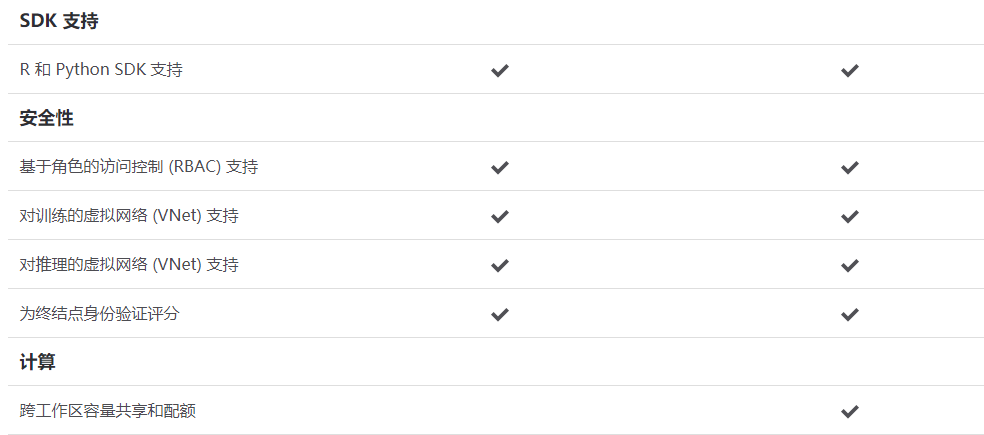 SDK 支持
R 和 Python SDK 支持
安全性
基于角色的访问控制 (RBAC) 支持
对训练的虚拟网络 (VNet) 支持
对推理的虚拟网络 (VNet) 支持
为终结点身份验证评分
计算
跨工作区容量共享和配额